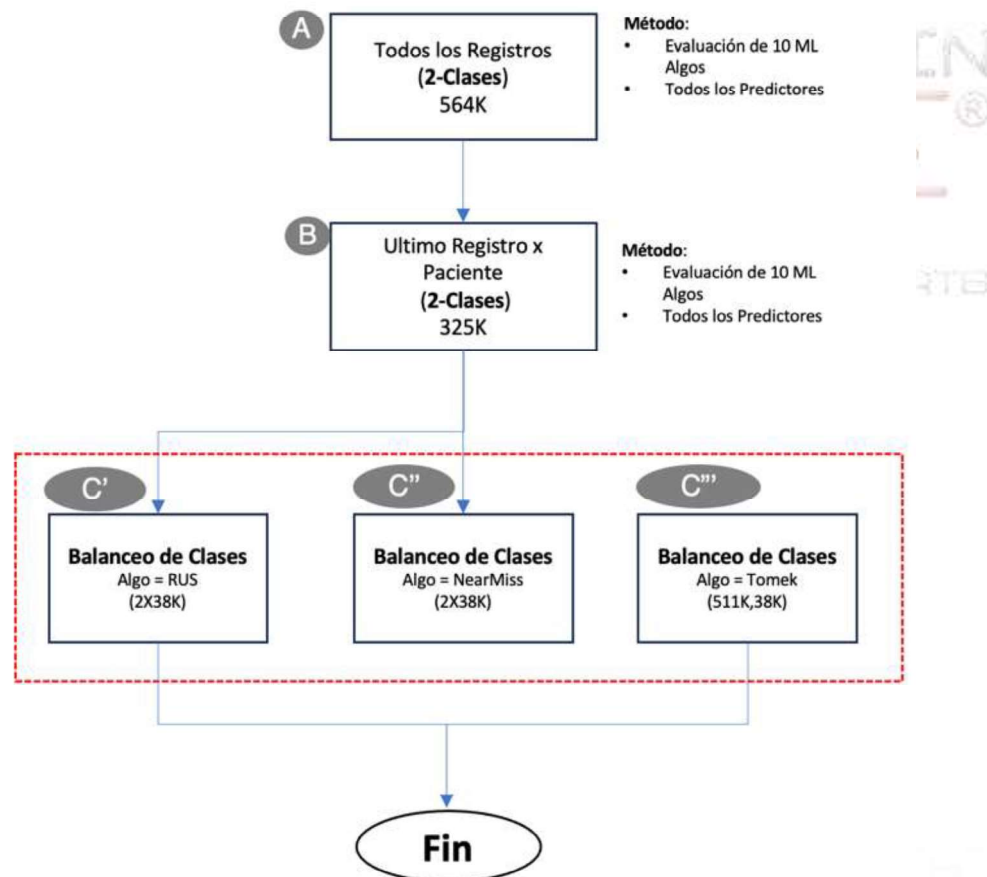 A
Todos los Registros
(2-Clases)
564K
Método:
• Evaluación de 10 ML
Algos
• Todos los Predictores
B
Ultimo Registro x
Paciente
(2-Clases)
325K
Método:
• Evaluación de 10 ML
Algos
• Todos los Predictores
C'
Balanceo de Clases
Algo = RUS
(2X38K)
C"
Balanceo de Clases
Algo = NearMiss
(2X38K)
C"'
Balanceo de Clases
Algo = Tomek
(511K,38K)
Fin
®